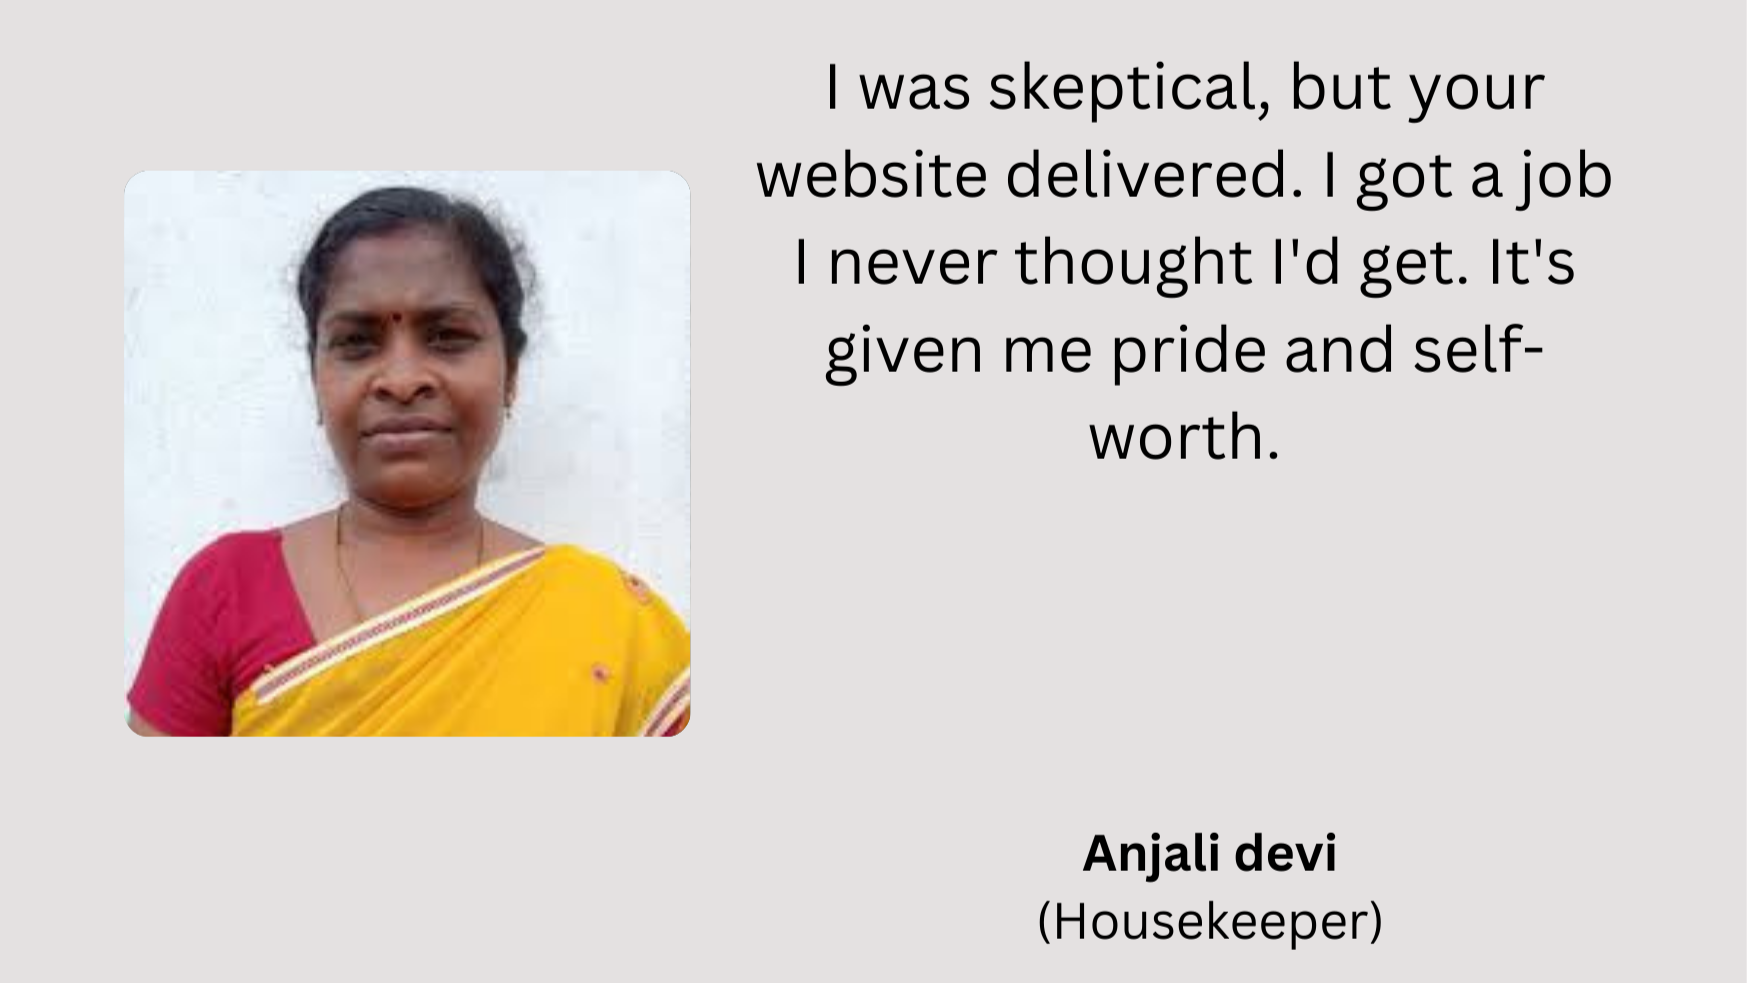 I was skeptical, but your
website delivered. I got a job
I never thought I'd get. It's
given me pride and self-
worth.
Anjali devi
(Housekeeper)